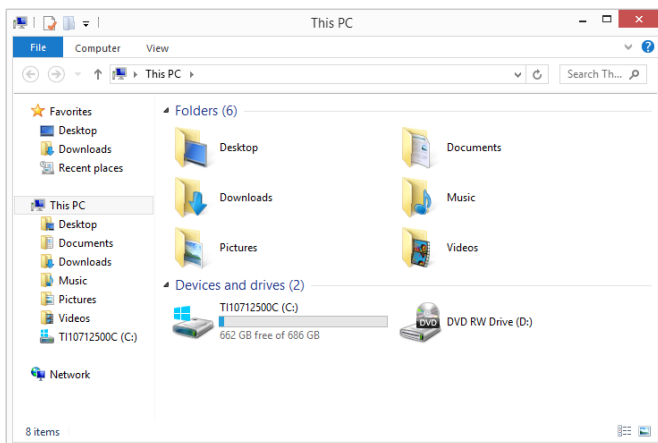 This PC
File Computer View
This PC
Search Th...
Favorites
Desktop
Downloads
Recent places
This PC
Desktop
Documents
Downloads
Music
Pictures
Videos
TI10712500C (C:)
Network
Folders (6)
Desktop
Documents
Downloads
Music
Pictures
Videos
Devices and drives (2)
TI10712500C (C:)
662 GB free of 686 GB
DVD
DVD RW Drive (D:)
8 items